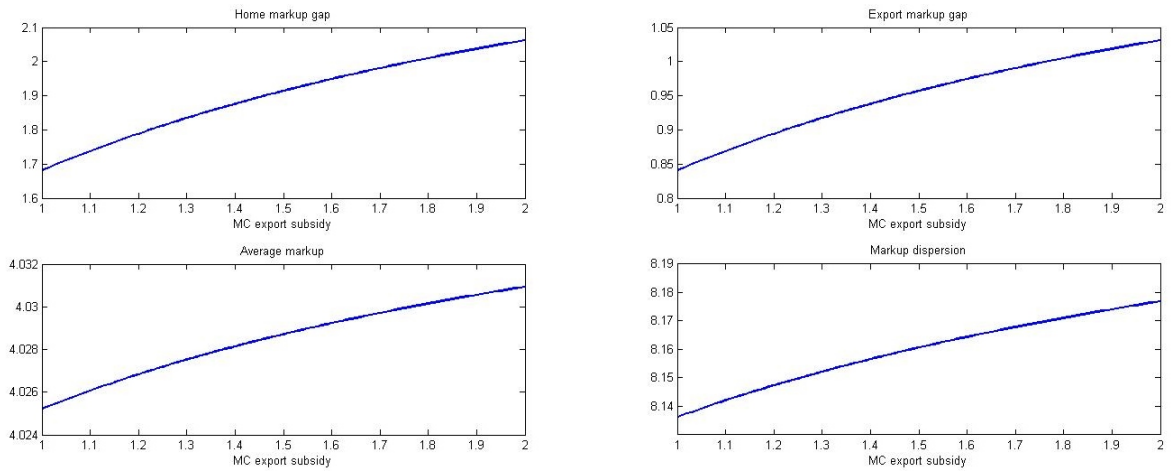 Home markup gap
2.1
2
1.9
1.8
1.7
1.6
1 1.1 1.2 1.3 1.4 1.5 1.6 1.7 1.8 1.9 2
MC export subsidy
Export markup gap
1.05
1
0.95
0.9
0.85
0.8
1 1.1 1.2 1.3 1.4 1.5 1.6 1.7 1.8 1.9 2
MC export subsidy
Average markup
4.032
4.03
4.028
4.026
4.024
1 1.1 1.2 1.3 1.4 1.5 1.6 1.7 1.8 1.9 2
MC export subsidy
Markup dispersion
8.19
8.18
8.17
8.16
8.15
8.14
1 1.1 1.2 1.3 1.4 1.5 1.6 1.7 1.8 1.9 2
MC export subsidy